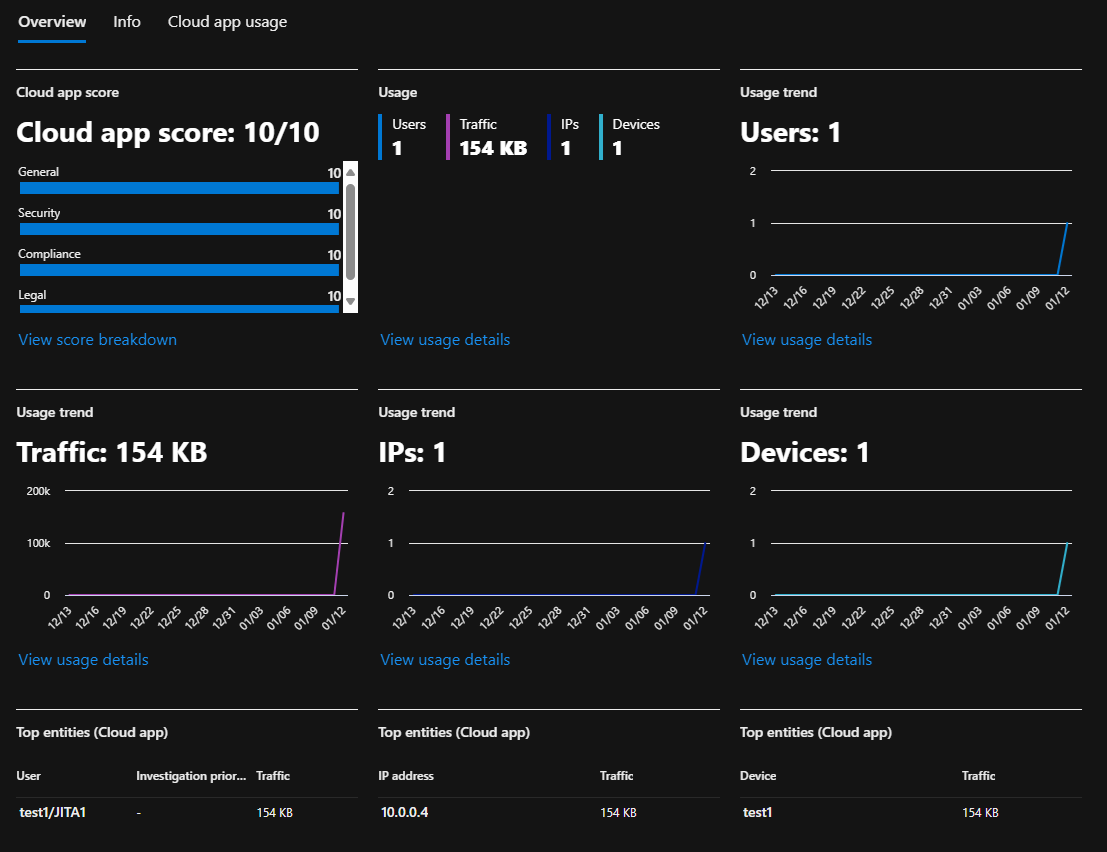 Overview Info Cloud app usage
Cloud app score
Cloud app score: 10/10
General 10
Security 10
Compliance 10
Legal 10
View score breakdown
Usage
Users Traffic IPs Devices
1 154 KB 1 1
View usage details
Usage trend
Users: 1
2
1
0
12/13 12/16 12/19 12/22 12/25 12/28 12/31 01/03 01/06 01/09 01/12
View usage details
Usage trend
Traffic: 154 KB
200k
100k
0
12/13 12/16 12/19 12/22 12/25 12/28 12/31 01/03 01/06 01/09 01/12
View usage details
Usage trend
IPs: 1
2
1
0
12/13 12/16 12/19 12/22 12/25 12/28 12/31 01/03 01/06 01/09 01/12
View usage details
Usage trend
Devices: 1
2
1
0
12/13 12/16 12/19 12/22 12/25 12/28 12/31 01/03 01/06 01/09 01/12
View usage details
Top entities (Cloud app)
User Investigation prior... Traffic
test1/JITA1 - 154 KB
Top entities (Cloud app)
IP address Traffic
10.0.0.4 154 KB
Top entities (Cloud app)
Device Traffic
test1 154 KB